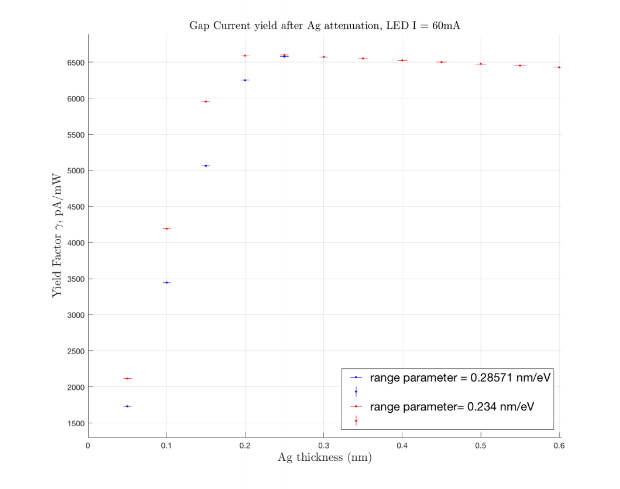 Gap Current yield after Ag attenuation, LED I = 60mA
Yield Factor γ, pA/mW
6500
6000
5500
5000
4500
4000
3500
3000
2500
2000
1500
0 0.1 0.2 0.3 0.4 0.5 0.6
Ag thickness (nm)
range parameter = 0.28571 nm/eV
range parameter= 0.234 nm/eV